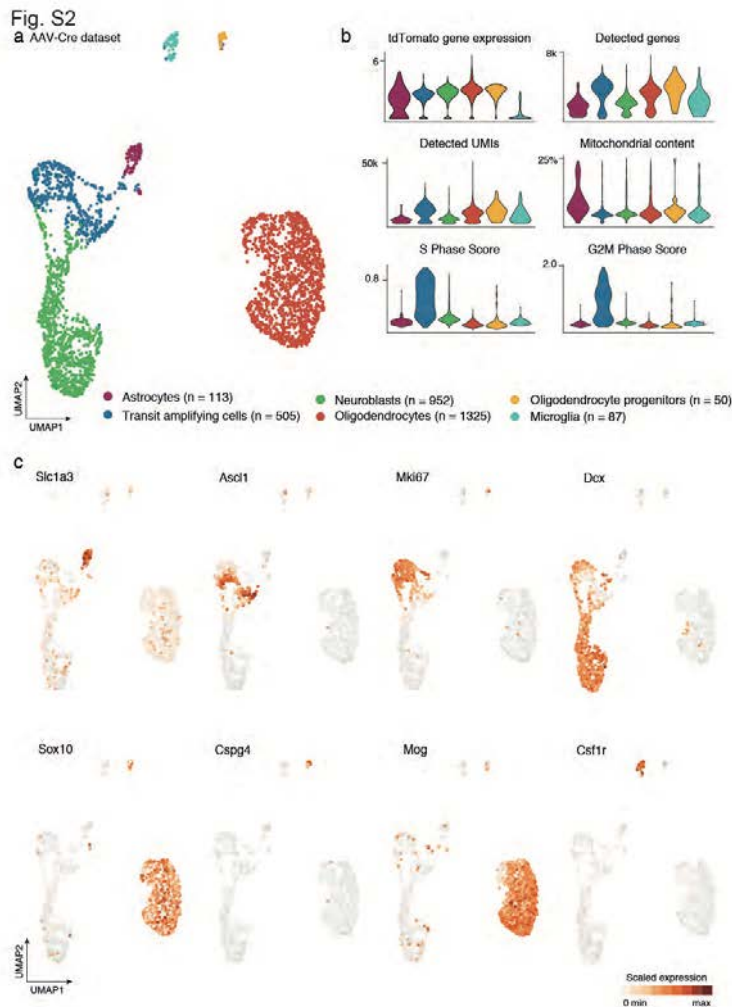 Fig. S2
a AAV-Cre dataset
b
tdTomato gene expression
Detected genes
6
8k
Detected UMIs
Mitochondrial content
50k
25%
S Phase Score
G2M Phase Score
0.8
2.0
UMAP2
UMAP1
Astrocytes (n = 113)
Neuroblasts (n = 952)
Oligodendrocyte progenitors (n = 50)
Transit amplifying cells (n = 505)
Oligodendrocytes (n = 1325)
Microglia (n = 87)
c
Slc1a3
Ascl1
Mki67
Dcx
Sox10
Cspg4
Mog
Csf1r
UMAP2
UMAP1
Scaled expression
0 min
max